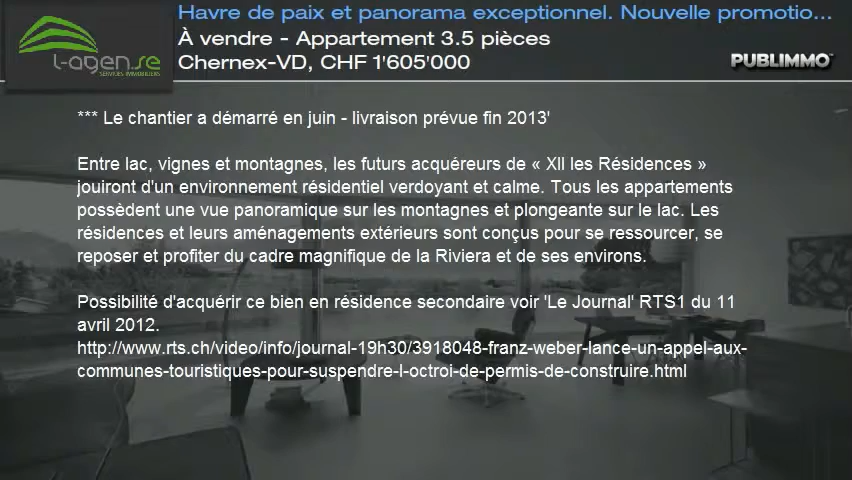 Havre de paix et panorama exceptionnel. Nouvelle promotio...
l-agen.se
SERVICES IMMOBILIERS
À vendre - Appartement 3.5 pièces
Chernex-VD, CHF 1'605'000
PUBLIMMO
*** Le chantier a démarré en juin - livraison prévue fin 2013'
Entre lac, vignes et montagnes, les futurs acquéreurs de « XII les Résidences »
jouiront d'un environnement résidentiel verdoyant et calme. Tous les appartements
possèdent une vue panoramique sur les montagnes et plongeante sur le lac. Les
résidences et leurs aménagements extérieurs sont conçus pour se ressourcer, se
reposer et profiter du cadre magnifique de la Riviera et de ses environs.
Possibilité d'acquérir ce bien en résidence secondaire voir 'Le Journal' RTS1 du 11
avril 2012.
http://www.rts.ch/video/info/journal-19h30/3918048-franz-weber-lance-un-appel-aux-
communes-touristiques-pour-suspendre-l-octroi-de-permis-de-construire.html